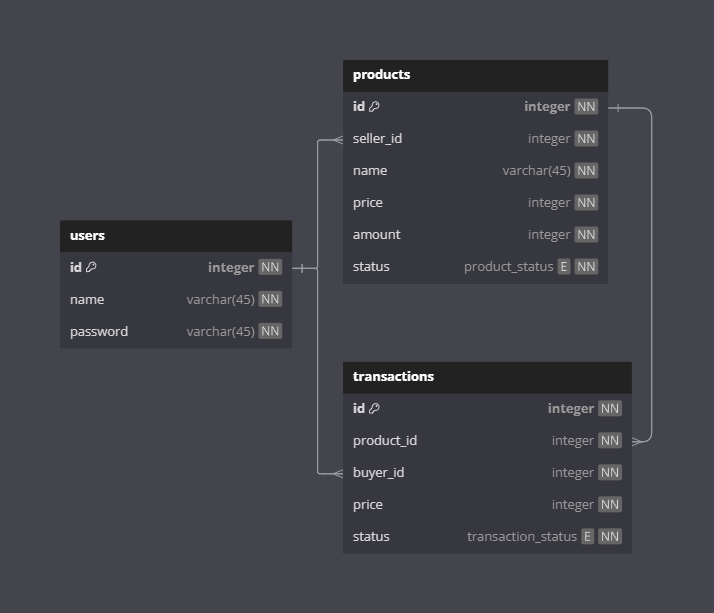 products
id integer NN
seller_id integer NN
name varchar(45) NN
price integer NN
amount integer NN
status product_status E NN
users
id integer NN
name varchar(45) NN
password varchar(45) NN
transactions
id integer NN
product_id integer NN
buyer_id integer NN
price integer NN
status transaction_status E NN